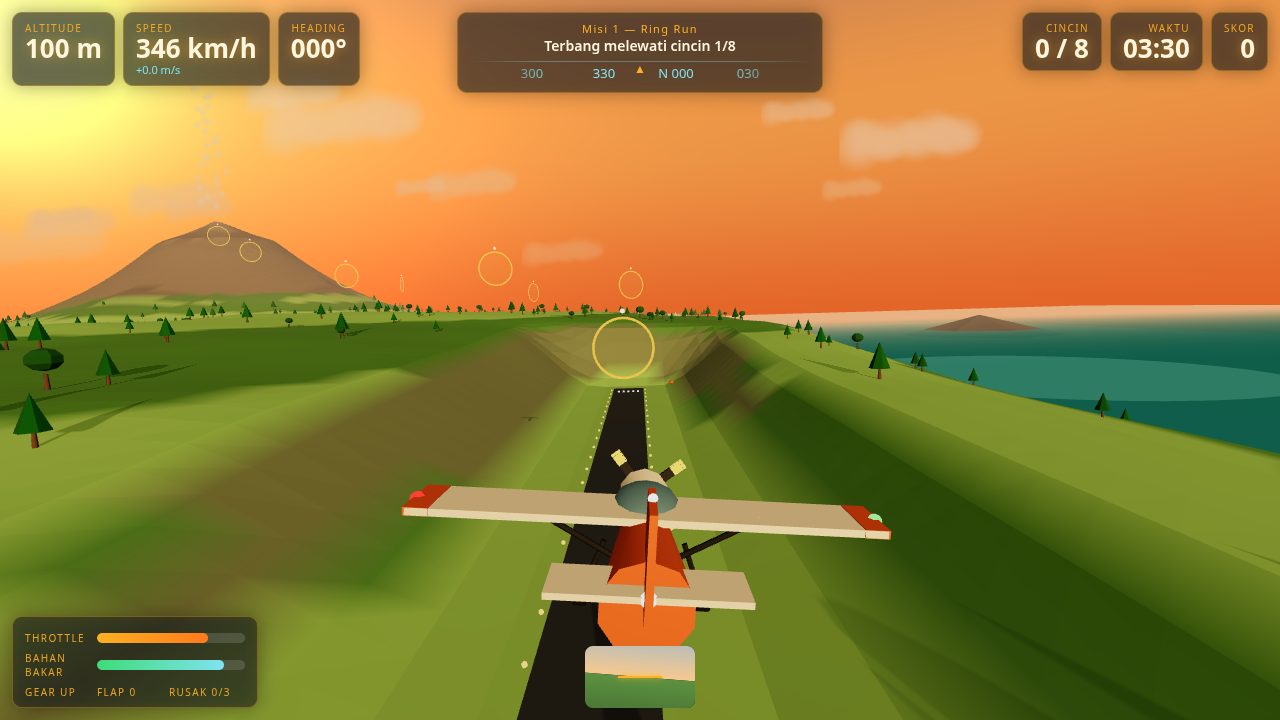 ALTITUDE
100 m
SPEED
346 km/h
+0.0 m/s
HEADING
000°
Misi 1 — Ring Run
Terbang melewati cincin 1/8
300 330 ▲ N 000 030
CINCIN
0 / 8
WAKTU
03:30
SKOR
0
THROTTLE
BAHAN
BAKAR
GEAR UP FLAP 0 RUSAK 0/3